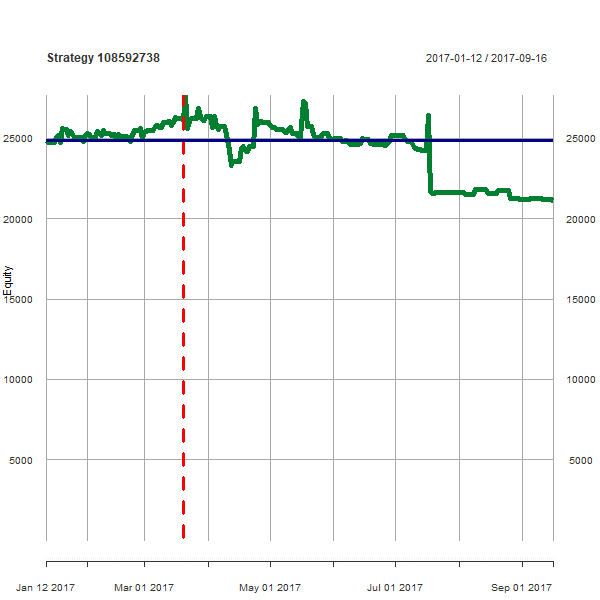 Strategy 108592738
2017-01-12 / 2017-09-16
25000
25000
20000
20000
Equity
15000
15000
10000
10000
5000
5000
Jan 12 2017
Mar 01 2017
May 01 2017
Jul 01 2017
Sep 01 2017